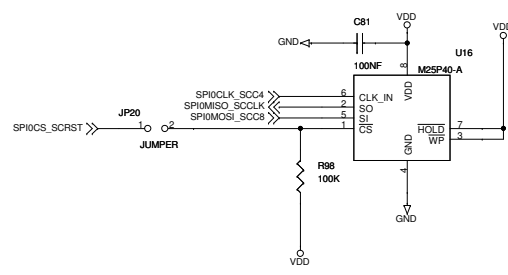 C81
VDD
VDD
GND
100NF
U16
M25P40-A
8
VDD
SPI0CLK_SCC4
6
CLK_IN
SPI0MISO_SCCLK
2
SO
SPI0MOSI_SCC8
5
SI
JP20
SPI0CS_SCRST
1
2
1
CS
HOLD
7
WP
3
JUMPER
GND
4
R98
100K
GND
VDD